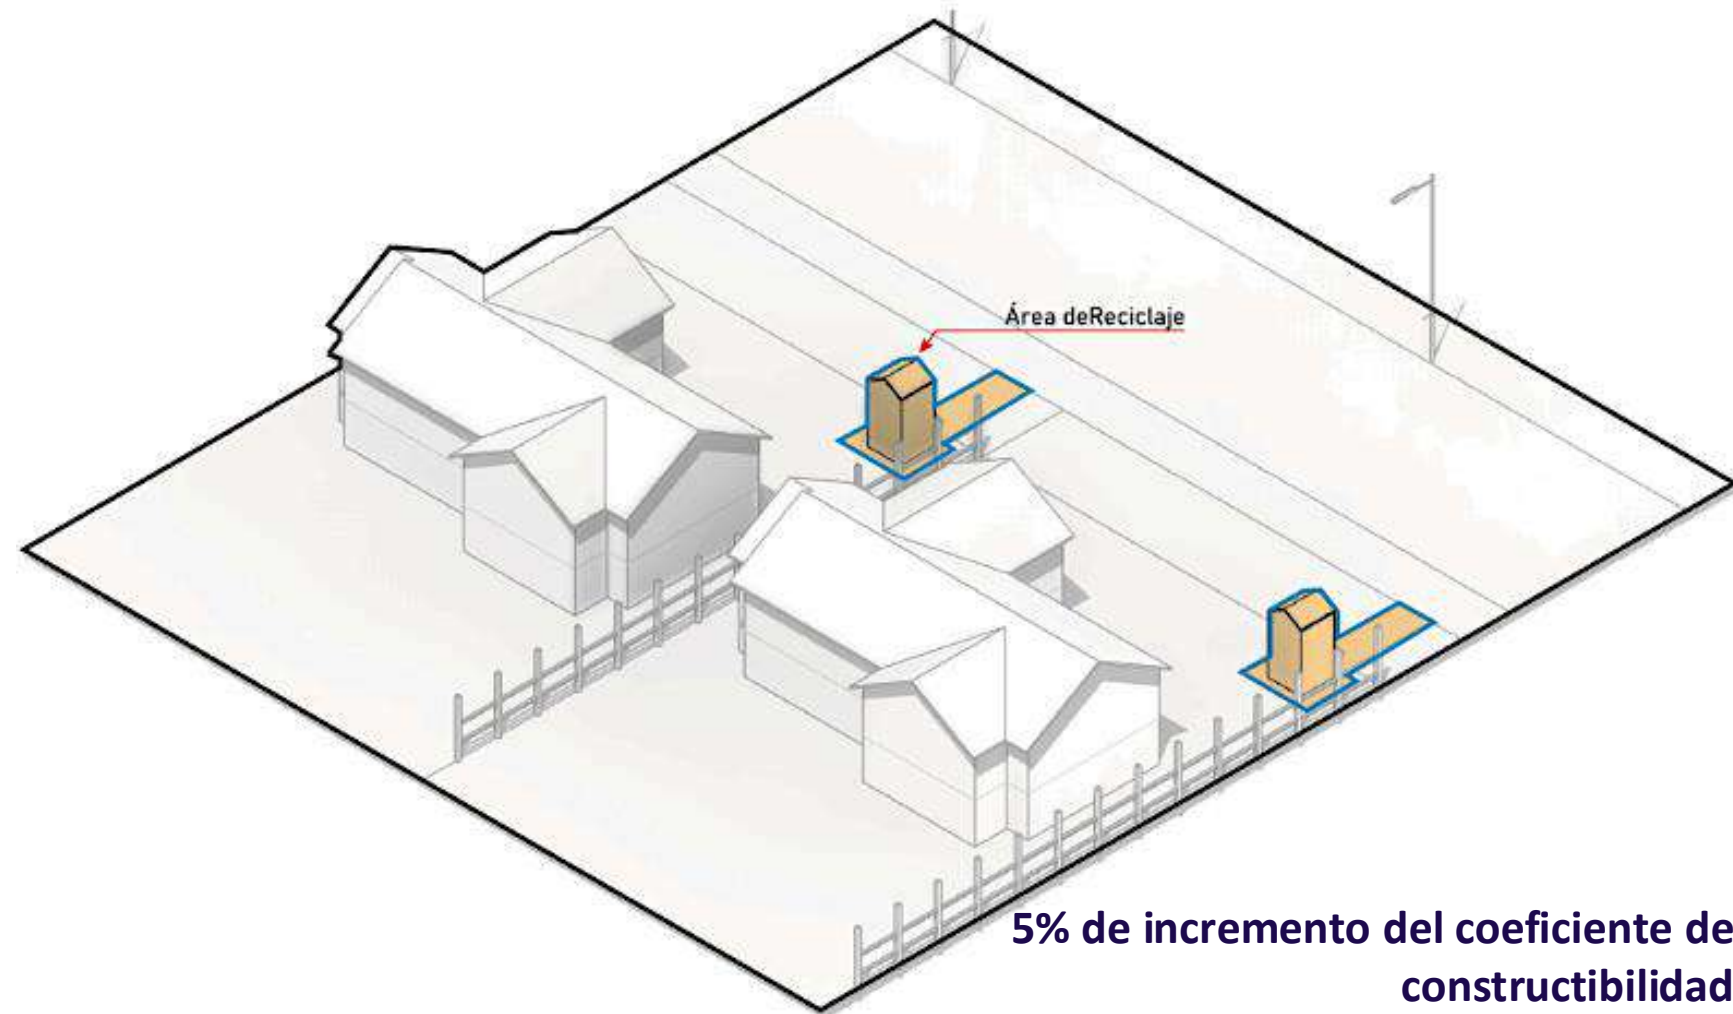 Área deReciclaje
5% de incremento del coeficiente de
constructibilidad